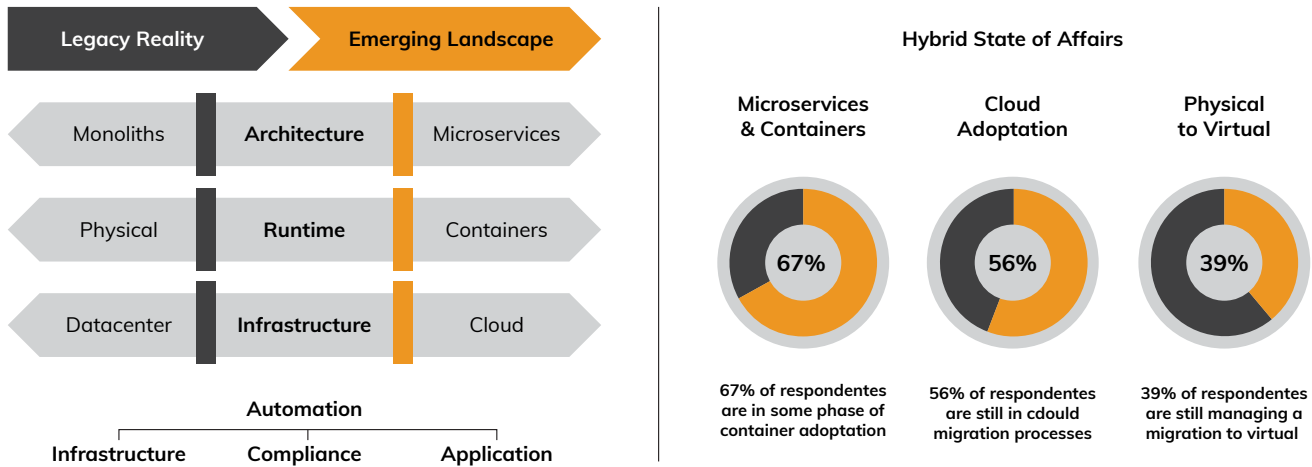 Legacy Reality
Emerging Landscape
Monoliths
Architecture
Microservices
Physical
Runtime
Containers
Datacenter
Infrastructure
Cloud
Automation
Infrastructure
Compliance
Application
Hybrid State of Affairs
Microservices
& Containers
67%
67% of respondentes
are in some phase of
container adoptation
Cloud
Adoptation
56%
56% of respondentes
are still in cdould
migration processes
Physical
to Virtual
39%
39% of respondentes
are still managing a
migration to virtual